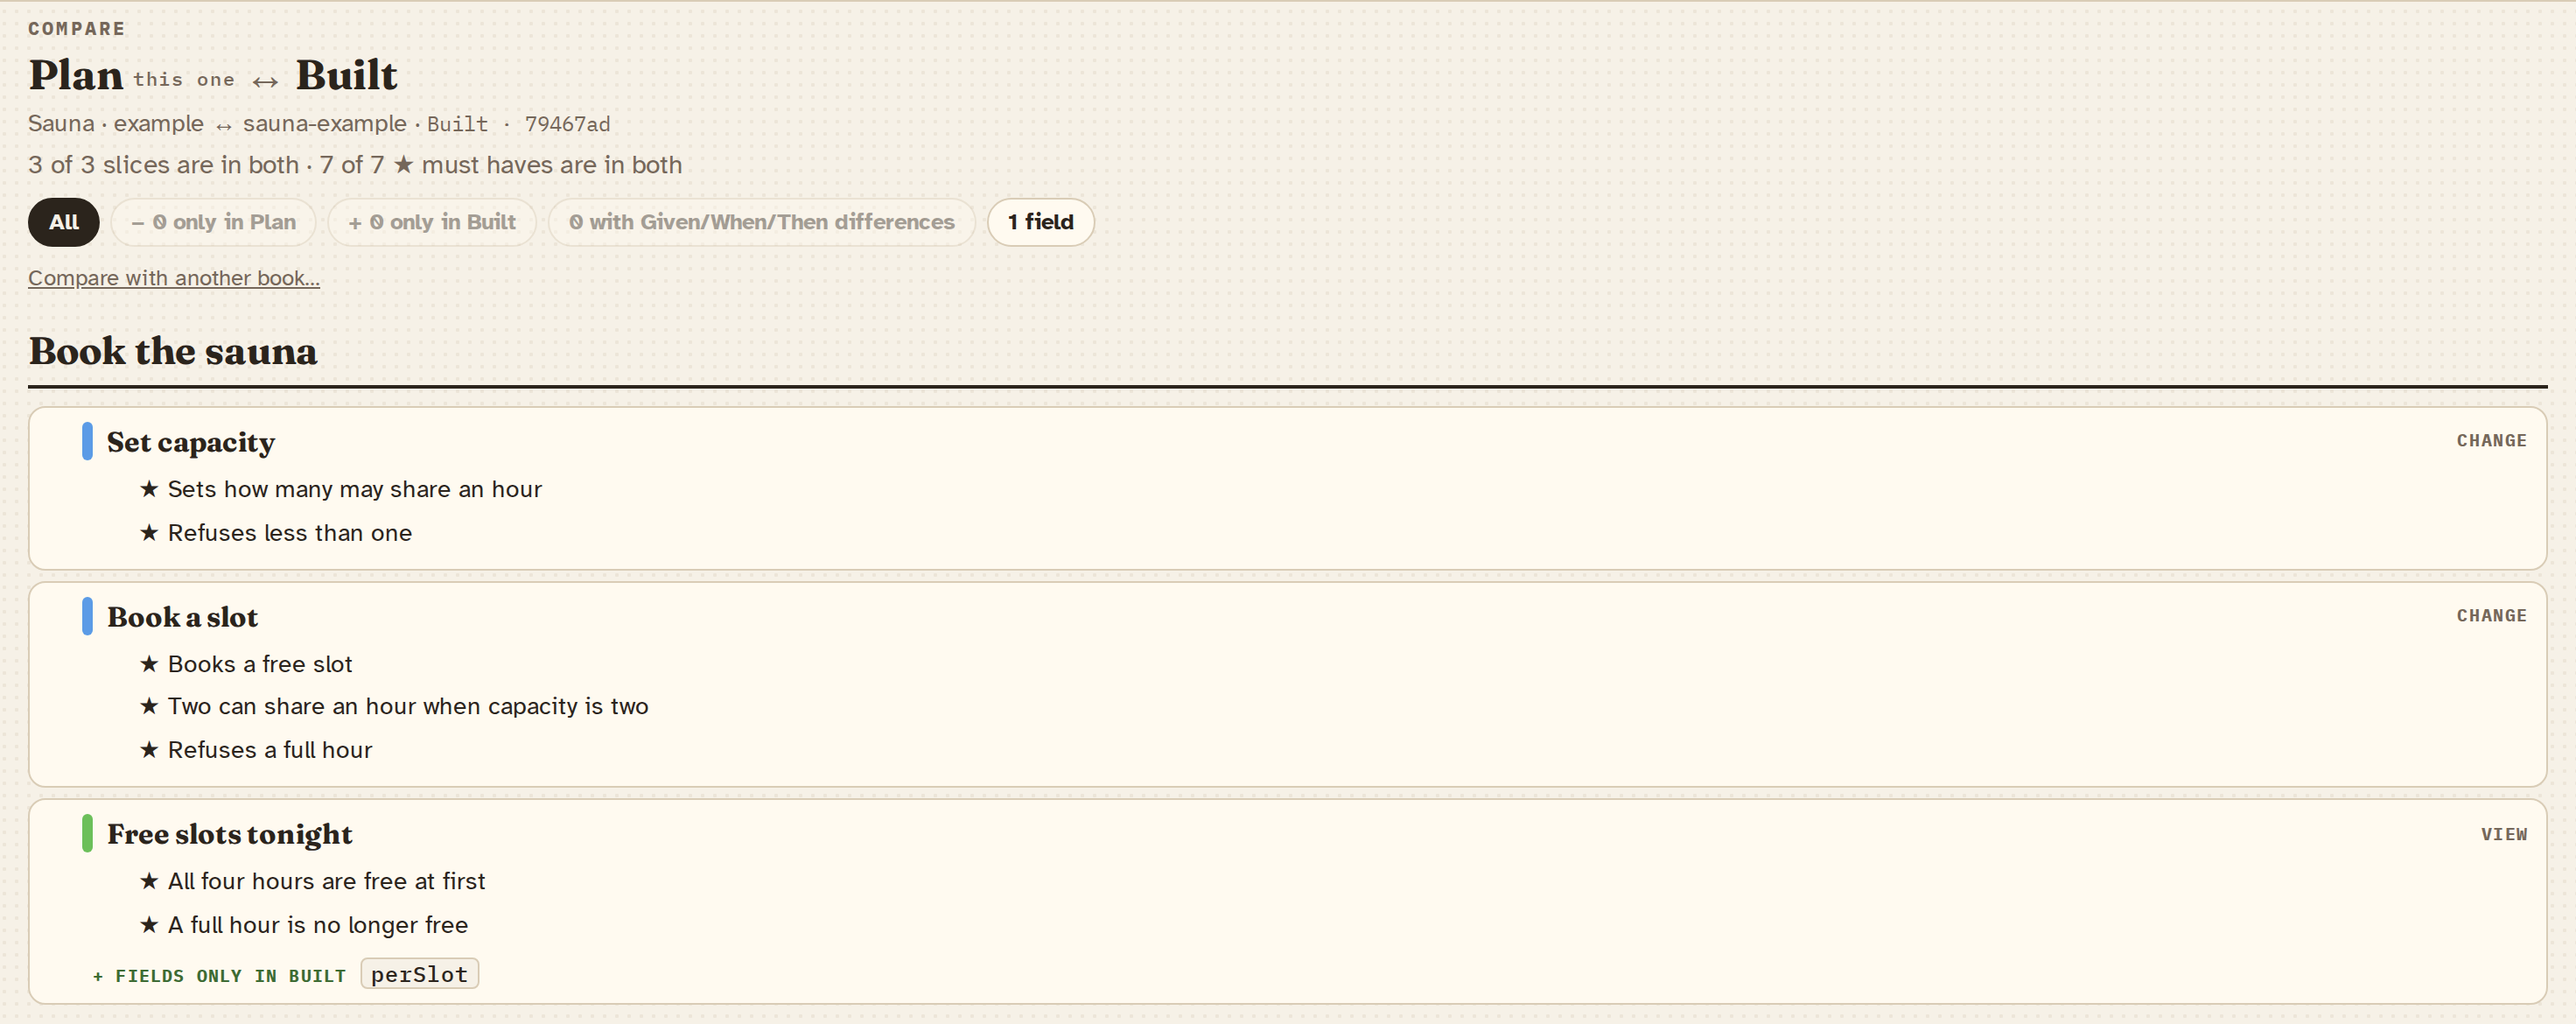 COMPARE
Plan this one ↔ Built
Sauna · example ↔ sauna-example · Built · 79467ad
3 of 3 slices are in both · 7 of 7 ★ must haves are in both
All – 0 only in Plan + 0 only in Built 0 with Given/When/Then differences 1 field
Compare with another book...
Book the sauna
Set capacity CHANGE
★ Sets how many may share an hour
★ Refuses less than one
Book a slot CHANGE
★ Books a free slot
★ Two can share an hour when capacity is two
★ Refuses a full hour
Free slots tonight VIEW
★ All four hours are free at first
★ A full hour is no longer free
+ FIELDS ONLY IN BUILT perSlot